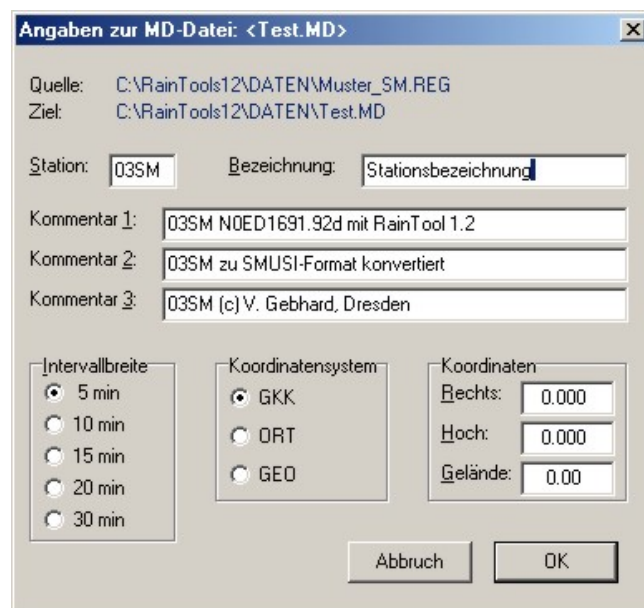 Angaben zur MD-Datei: <Test.MD>
Quelle: C:\RainTools12\DATEN\Muster_SM.REG
Ziel: C:\RainTools12\DATEN\Test.MD
Station: 03SM Bezeichnung: Stationsbezeichnung
Kommentar 1: 03SM N0ED1691.92d mit RainTool 1.2
Kommentar 2: 03SM zu SMUSI-Format konvertiert
Kommentar 3: 03SM (c) V. Gebhard, Dresden
Intervallbreite
5 min
10 min
15 min
20 min
30 min
Koordinatensystem
GKK
ORT
GEO
Koordinaten
Rechts: 0.000
Hoch: 0.000
Gelände: 0.00
Abbruch OK